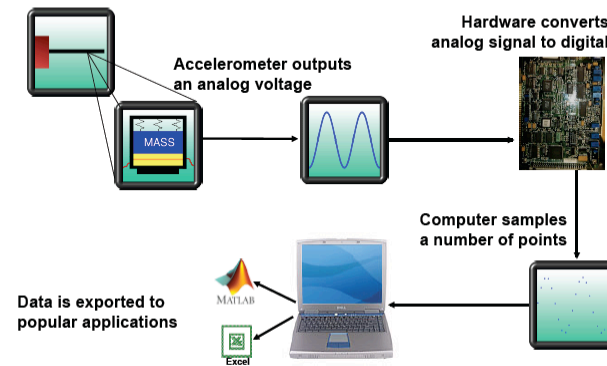 Hardware converts
analog signal to digital
Accelerometer outputs
an analog voltage
MASS
Computer samples
a number of points
Data is exported to
popular applications
MATLAB
Excel